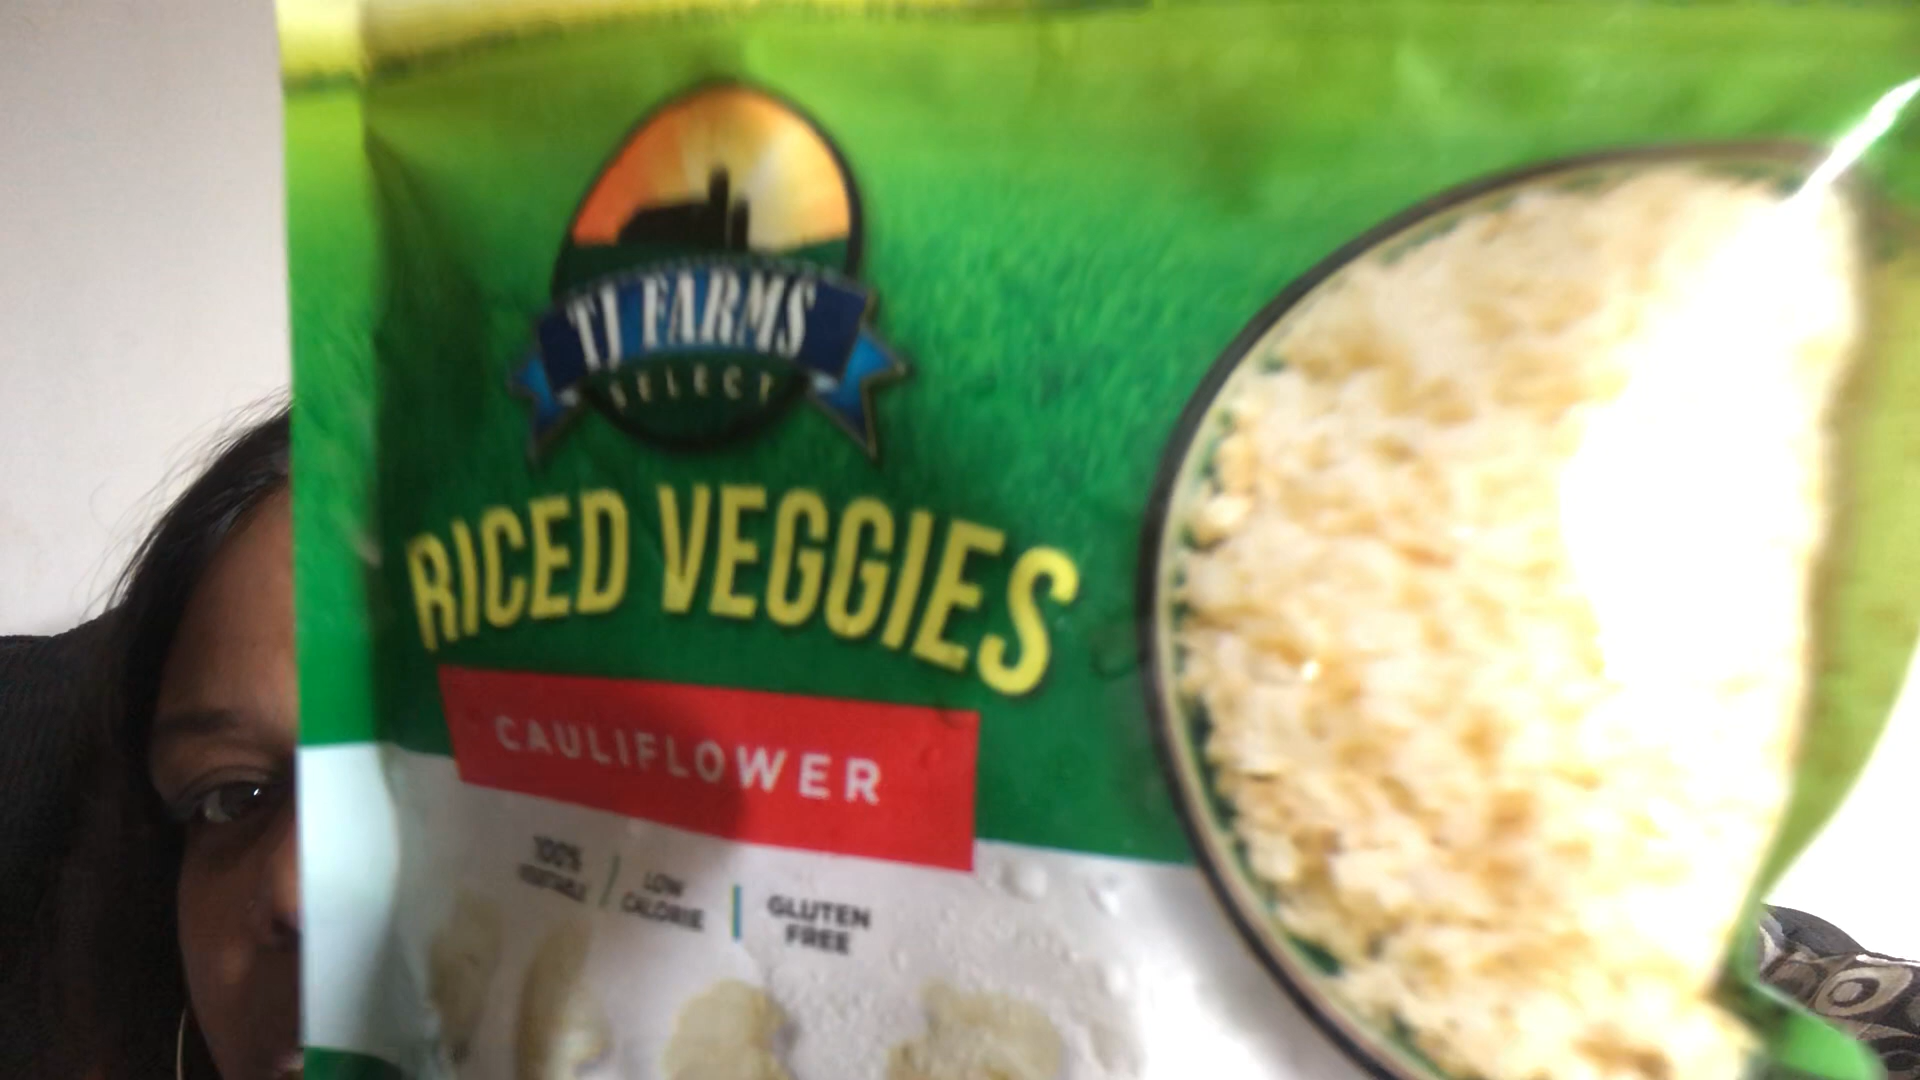 TJ FARMS
SELECT
RICED VEGGIES
CAULIFLOWER
100%
VEGETABLE
LOW
CALORIE
GLUTEN
FREE